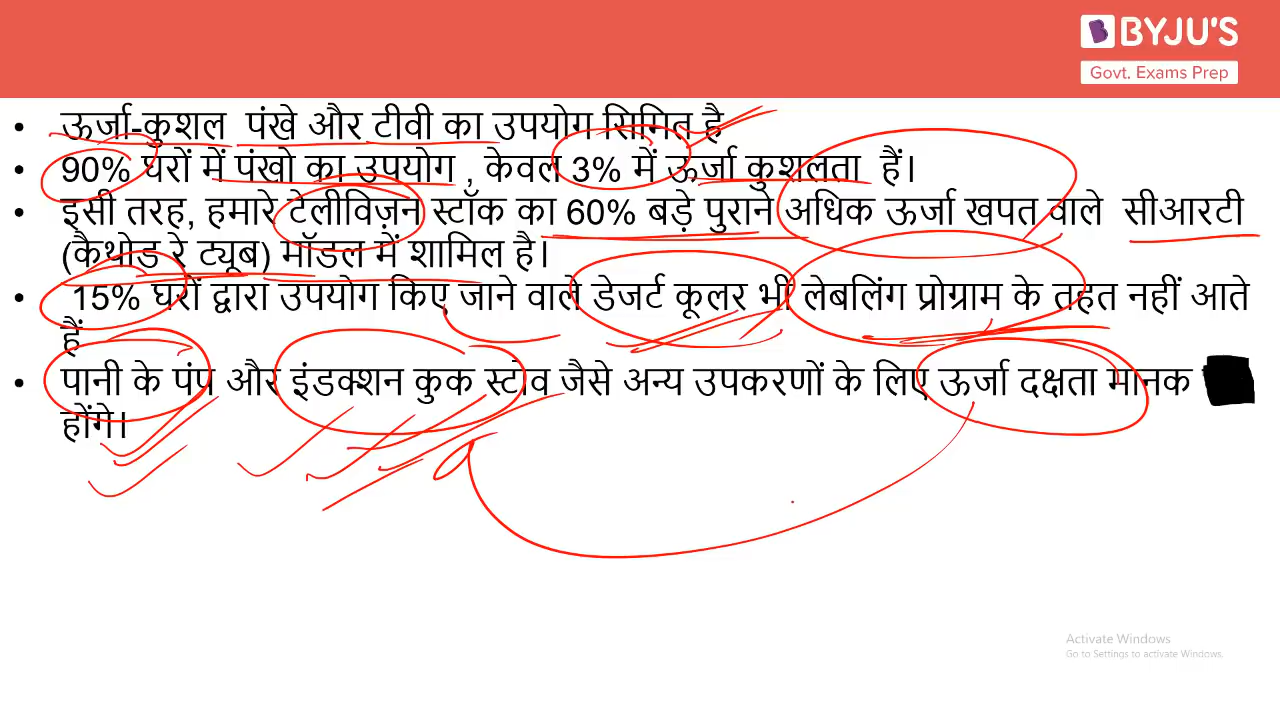 BYJU'S
Govt. Exams Prep
• ऊर्जा-कुशल पंखे और टीवी का उपयोग सिमित है
• 90% घरों में पंखो का उपयोग , केवल 3% में ऊर्जा कुशलता हैं।
• इसी तरह, हमारे टेलीविज़न स्टॉक का 60% बड़े पुराने अधिक ऊर्जा खपत वाले सीआरटी
(कैथोड रे ट्यूब) मॉडल में शामिल है।
• 15% घरों द्वारा उपयोग किए जाने वाले डेजर्ट कूलर भी लेबलिंग प्रोग्राम के तहत नहीं आते
हैं
• पानी के पंप और इंडक्शन कुक स्टोव जैसे अन्य उपकरणों के लिए ऊर्जा दक्षता मानक
होंगे।
Activate Windows
Go to Settings to activate Windows.